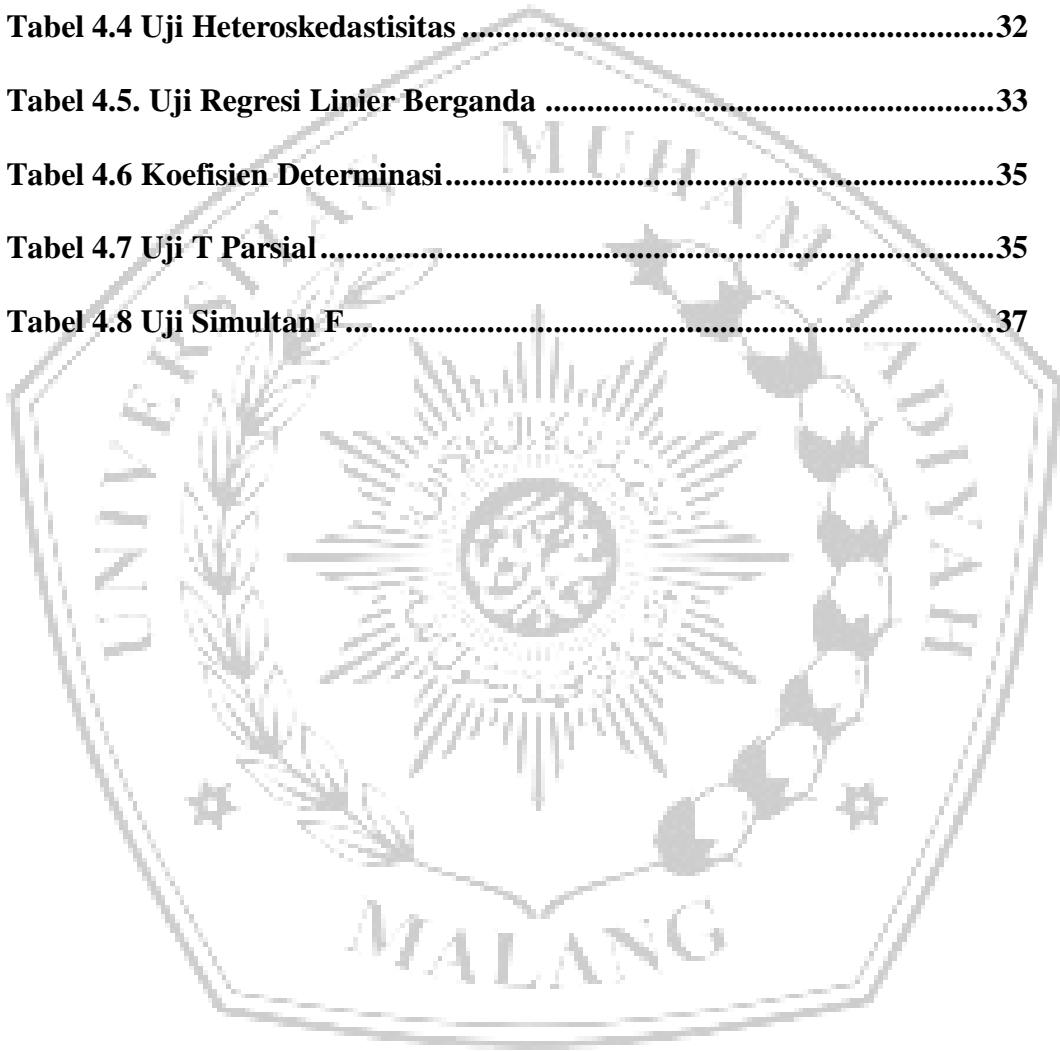 Tabel 4.4 Uji Heteroskedastisitas ................................................................32
Tabel 4.5. Uji Regresi Linier Berganda ......................................................33
Tabel 4.6 Koefisien Determinasi..................................................................35
Tabel 4.7 Uji T Parsial.................................................................................35
Tabel 4.8 Uji Simultan F..............................................................................37
UNIVERSITAS MUHAMMADIYAH
MALANG